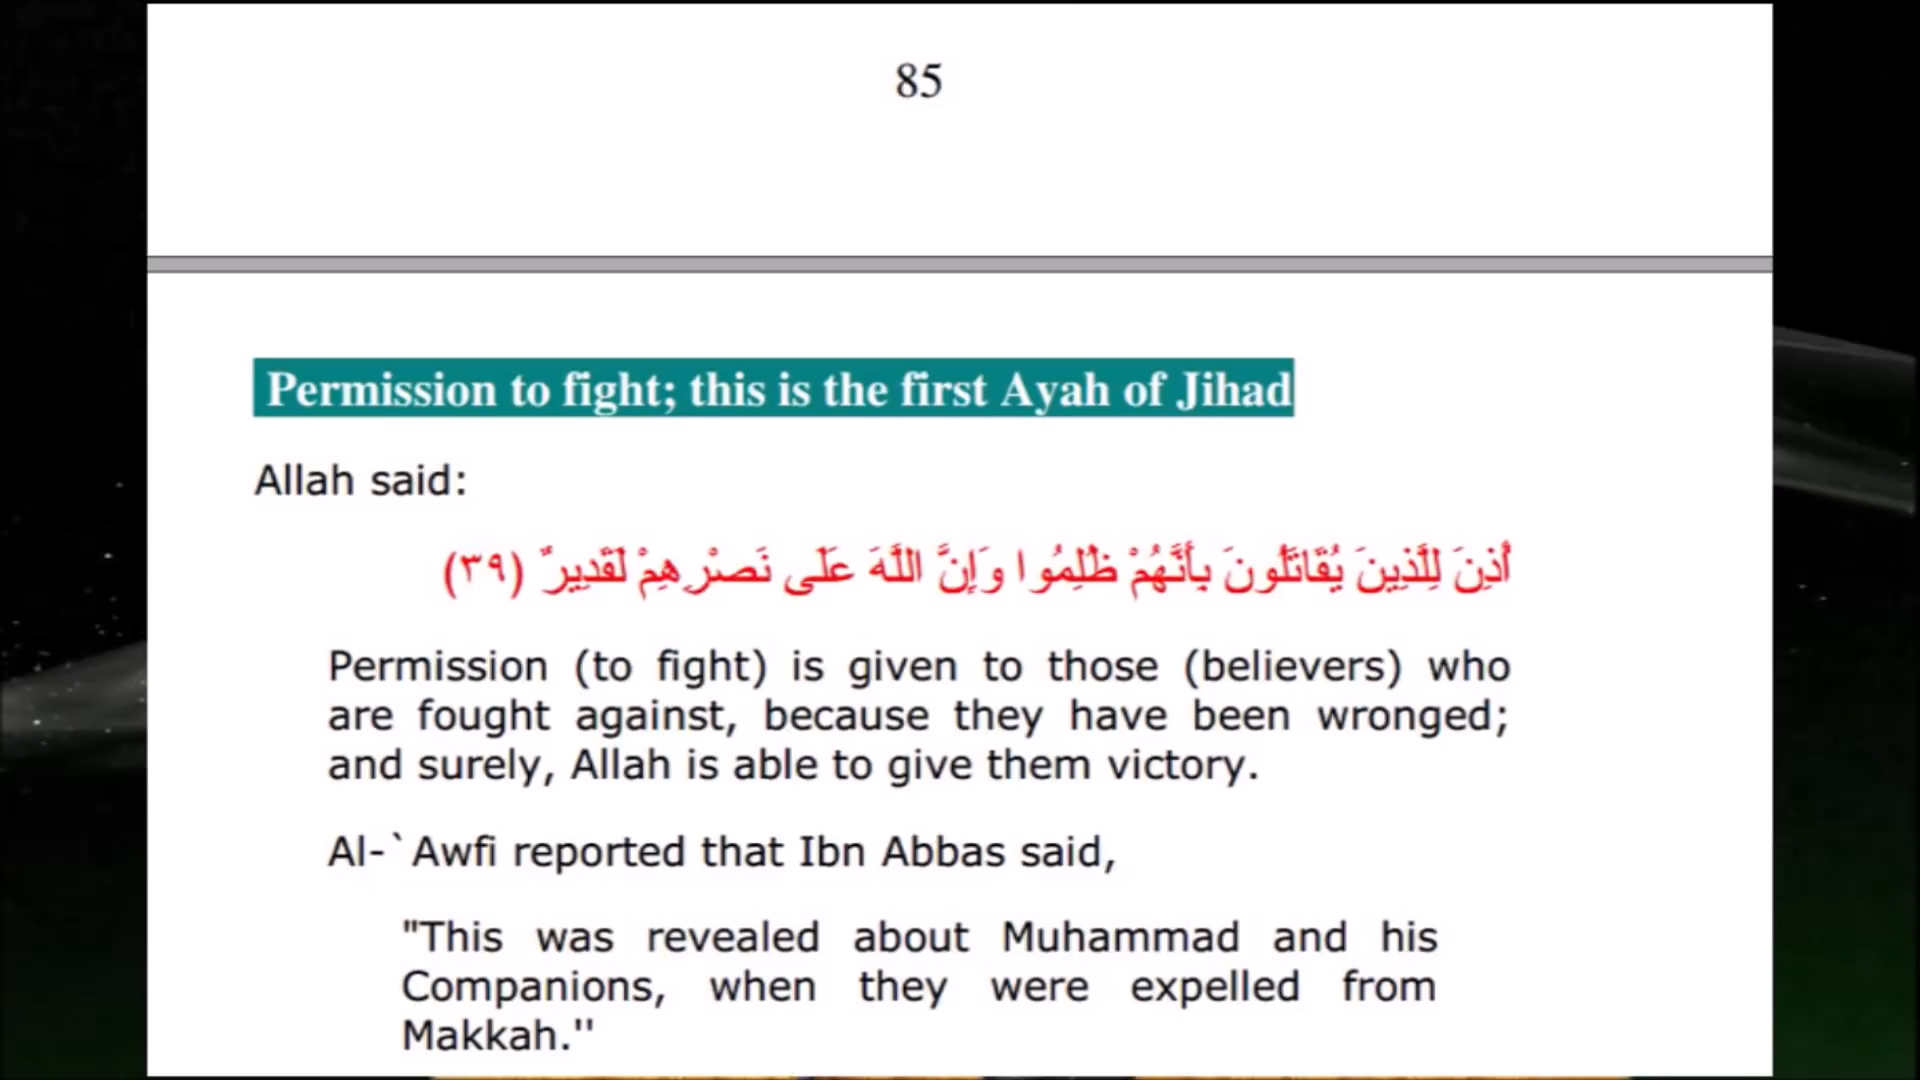 85
Permission to fight; this is the first Ayah of Jihad
Allah said:
أُذِنَ لِلَّذِينَ يُقَاتَلُونَ بِأَنَّهُمْ ظُلِمُوا وَإِنَّ اللَّهَ عَلَى نَصْرِهِمْ لَقَدِيرٌ (٣٩)
Permission (to fight) is given to those (believers) who
are fought against, because they have been wronged;
and surely, Allah is able to give them victory.
Al-`Awfi reported that Ibn Abbas said,
"This was revealed about Muhammad and his
Companions, when they were expelled from
Makkah.''